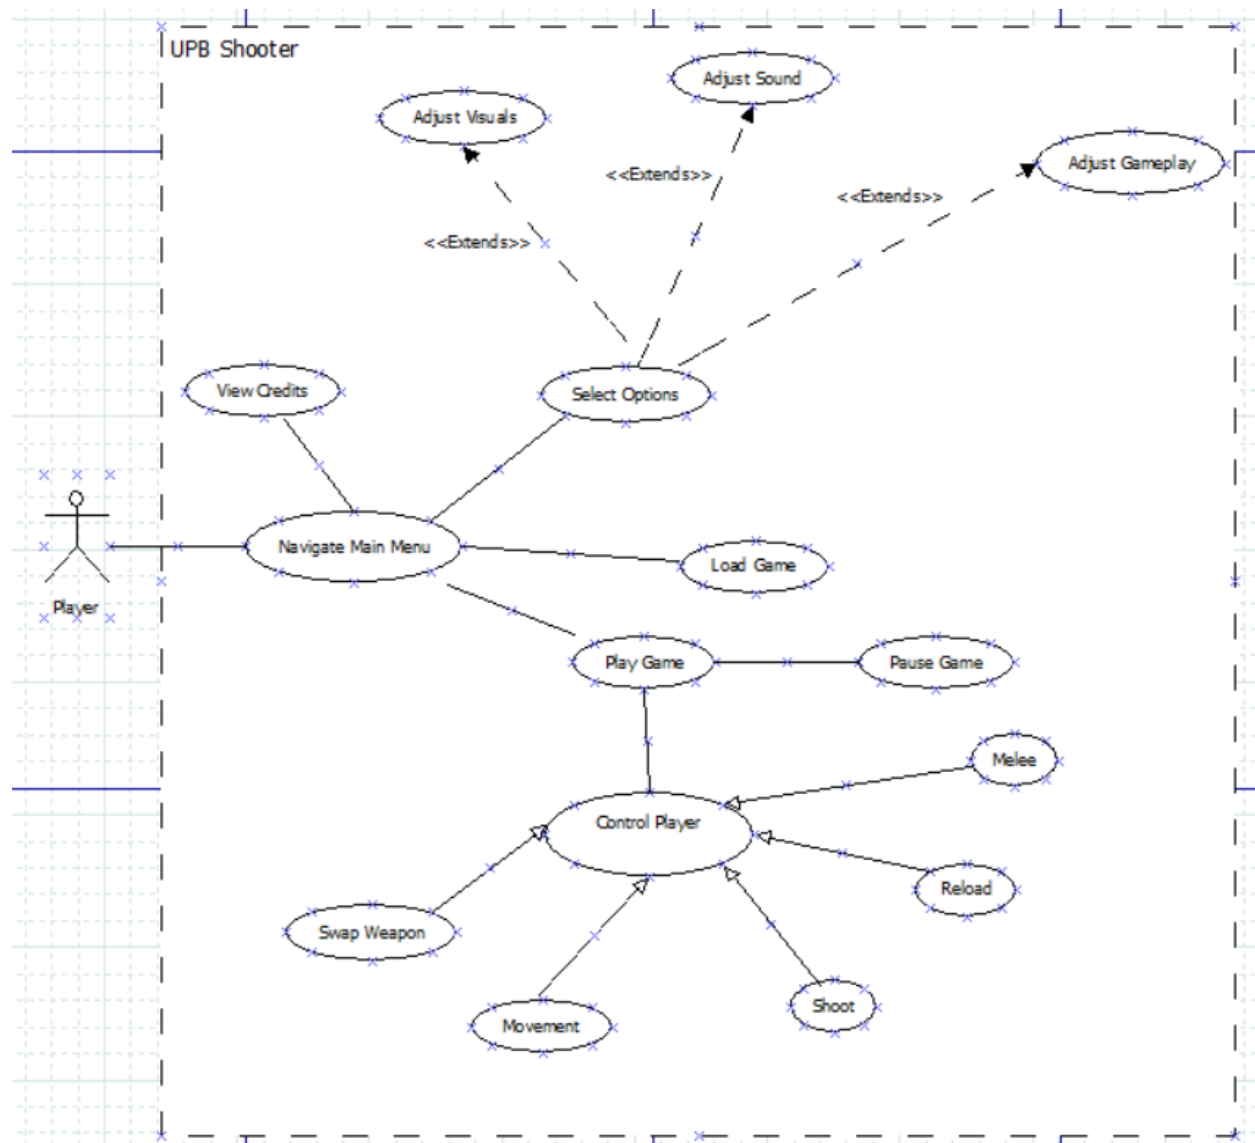 UPB Shooter
Adjust Sound
Adjust Visuals
Adjust Gameplay
<<Extends>>
<<Extends>>
<<Extends>>
View Credits
Select Options
Navigate Main Menu
Load Game
Player
Play Game
Pause Game
Melee
Control Player
Reload
Swap Weapon
Shoot
Movement